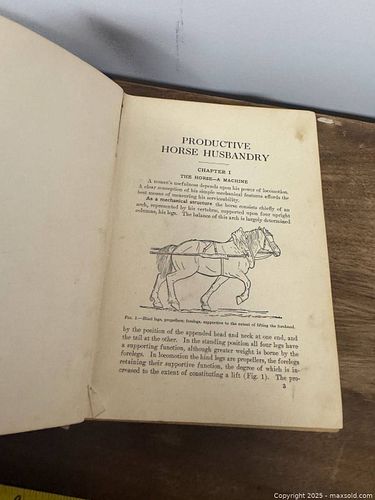 PRODUCTIVE
HORSE HUSBANDRY
CHAPTER I
THE HORSE—A MACHINE
A horse's usefulness depends upon his power of locomotion.
A clear conception of his simple mechanical features affords the
best means of measuring his serviceability.
As a mechanical structure the horse consists chiefly of an
arch, represented by his vertebræ, supported upon four upright
columns, his legs. The balance of this arch is largely determined
Fig. 1.—Hind legs, propellers; forelegs, supportive to the extent of lifting the forehand.
by the position of the appended head and neck at one end, and
the tail at the other. In the standing position all four legs have
a supporting function, although greater weight is borne by the
forelegs. In locomotion the hind legs are propellers, the forelegs
retaining their supportive function, the degree of which is in-
creased to the extent of constituting a lift (Fig. 1). The pro-
3
Copyright © 2025 - maxsold.com